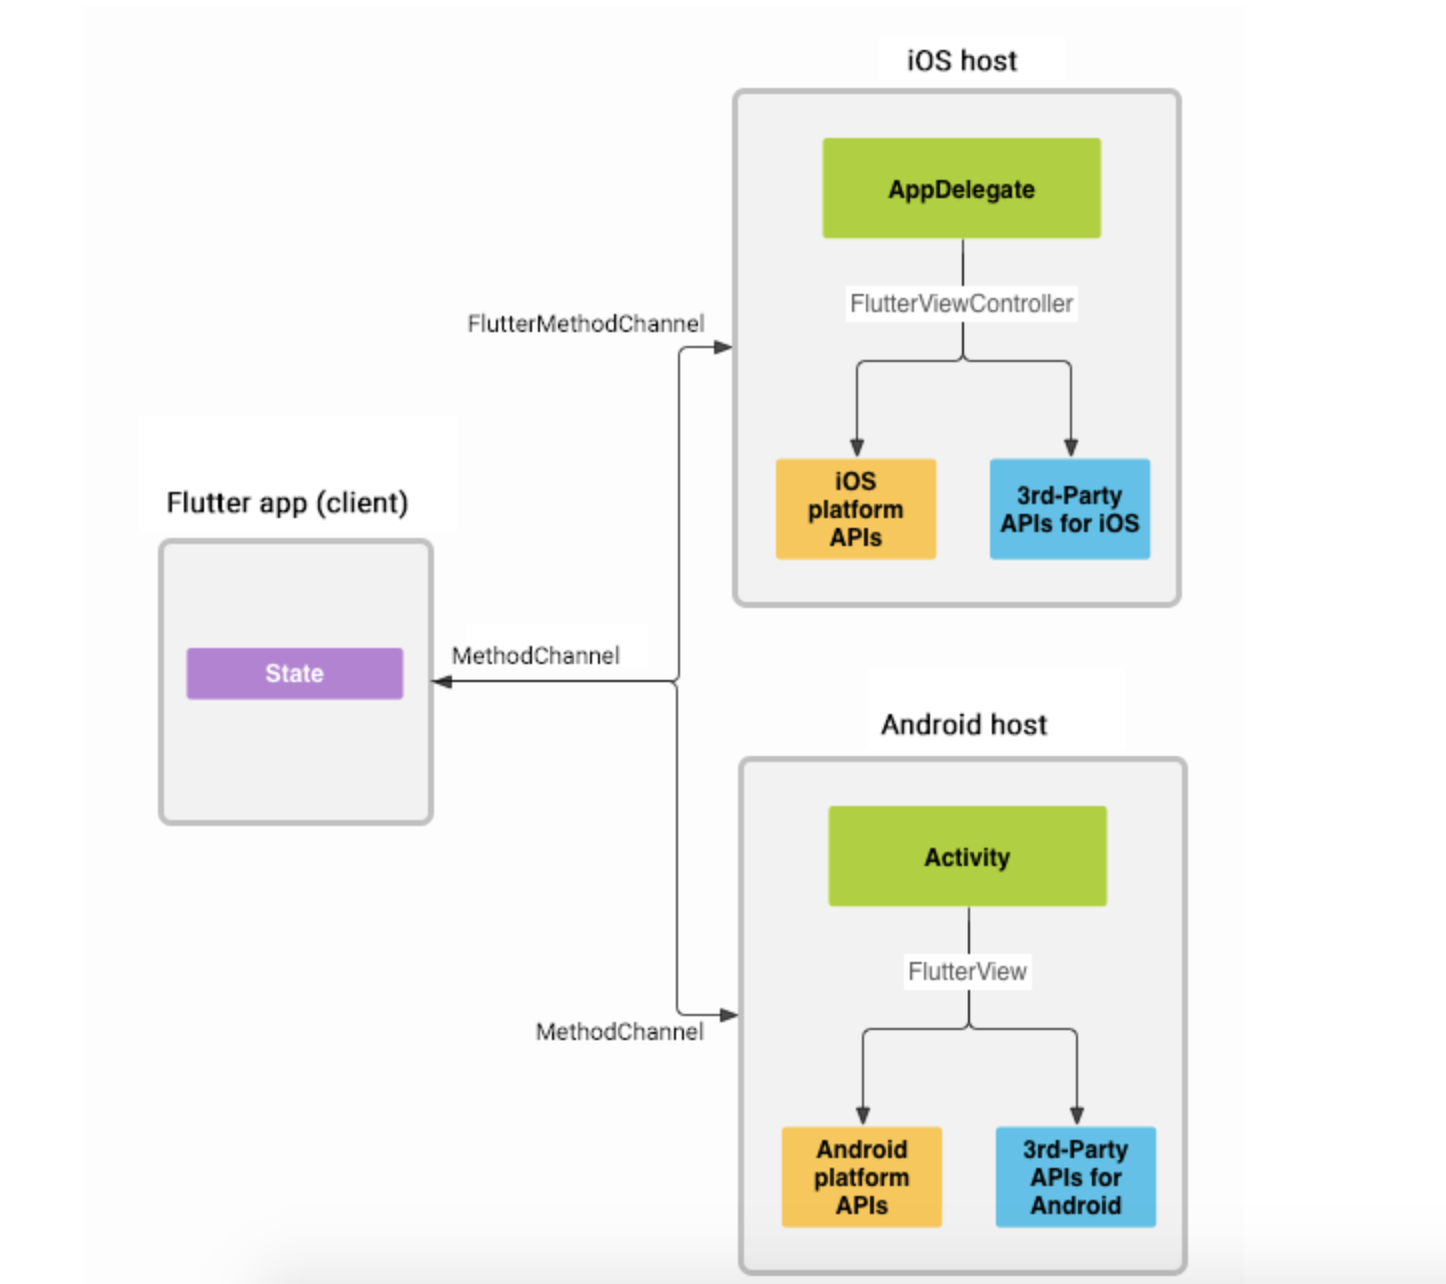 iOS host
AppDelegate
FlutterViewController
FlutterMethodChannel
iOS
platform
APIs
3rd-Party
APIs for iOS
Flutter app (client)
State
MethodChannel
Android host
Activity
FlutterView
MethodChannel
Android
platform
APIs
3rd-Party
APIs for
Android